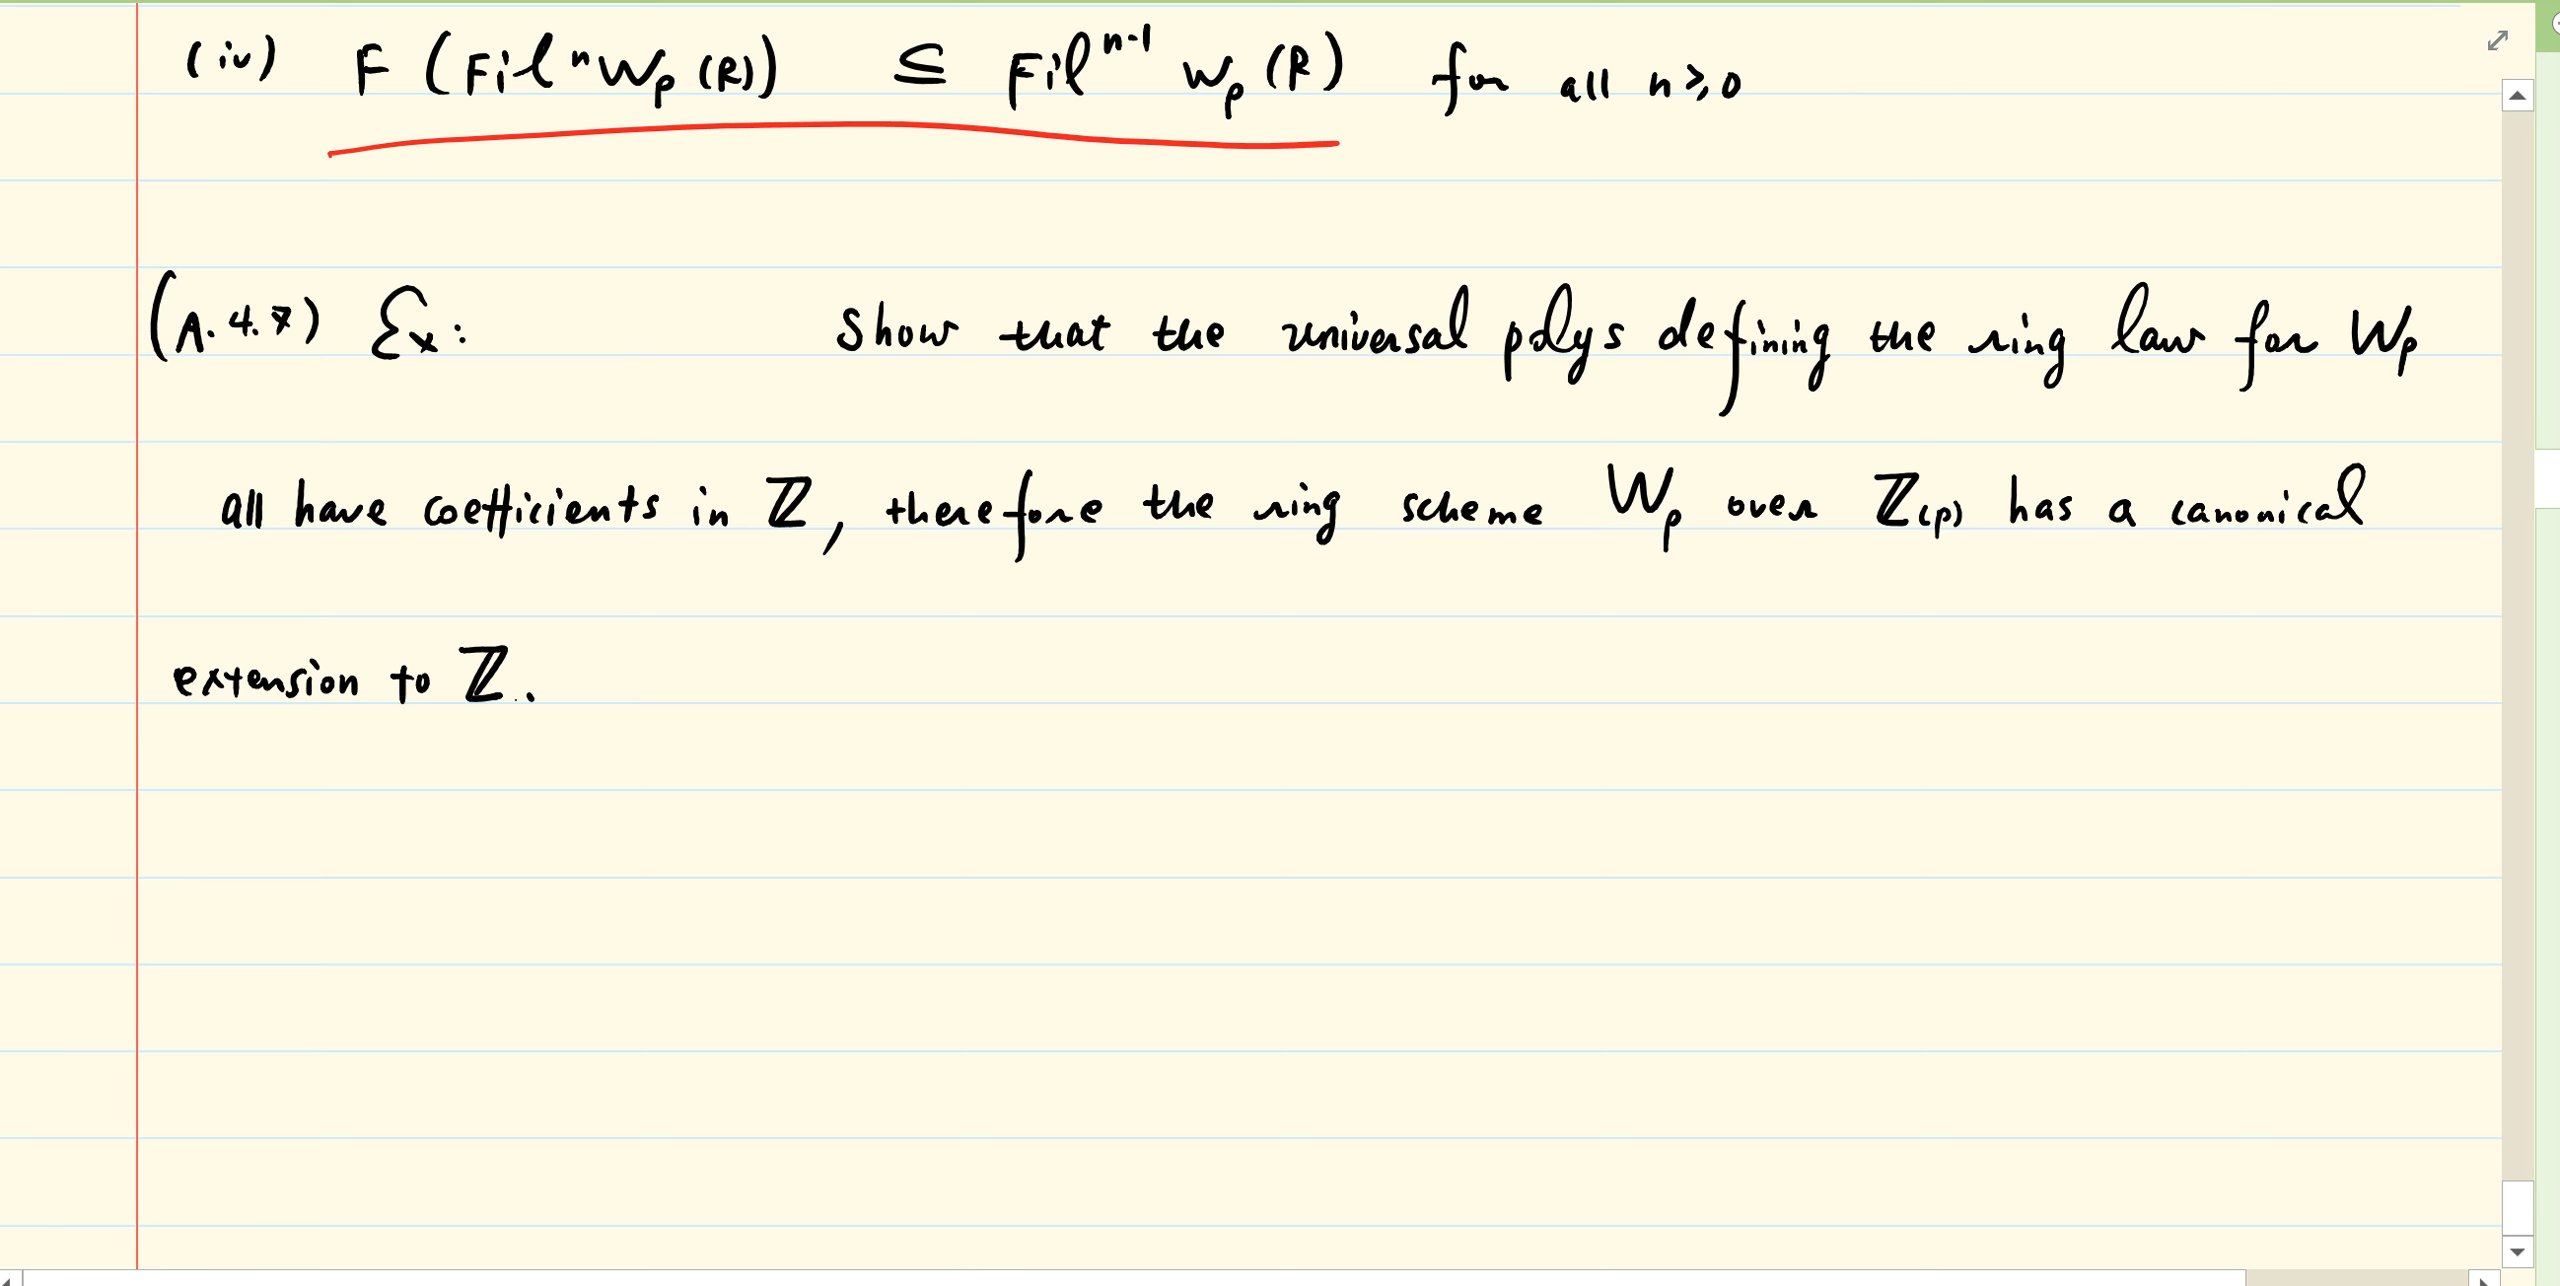 (iv) F (Fil^n W_p (R)) ⊆ Fil^{n-1} W_p (R) for all n ≥ 0
(A.4.7) Ex: Show that the universal polys defining the ring law for W_p
all have coefficients in ℤ, therefore the ring scheme W_p over ℤ_(p) has a canonical
extension to ℤ.